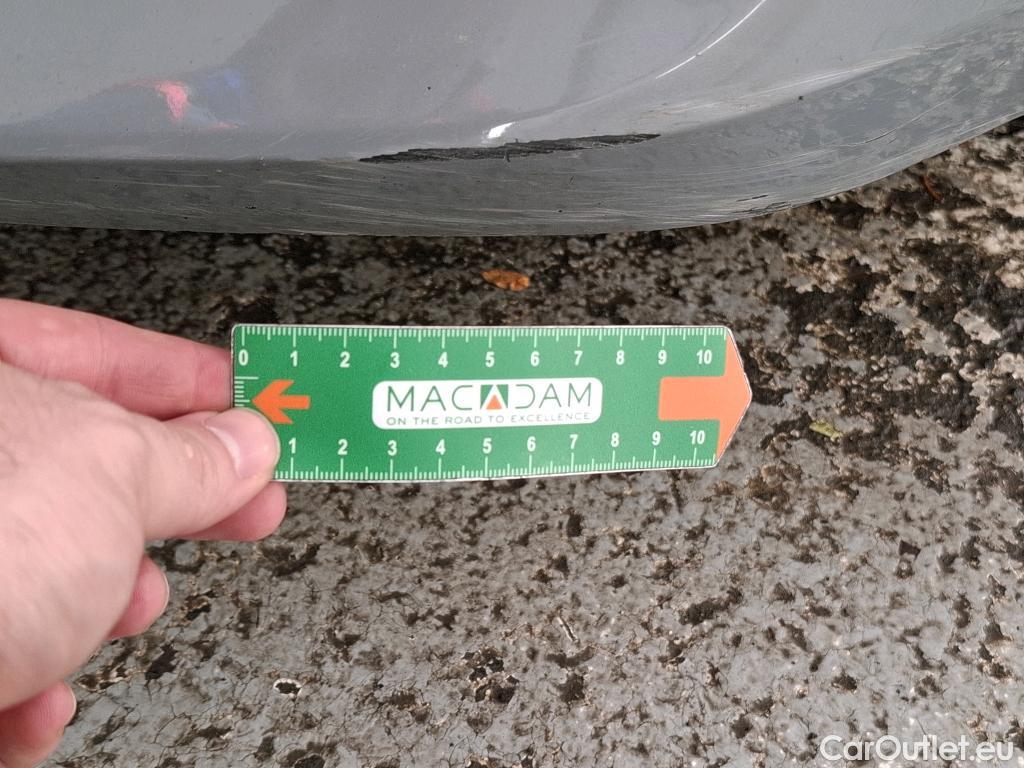 0 1 2 3 4 5 6 7 8 9 10
MACADAM
ON THE ROAD TO EXCELLENCE
1 2 3 4 5 6 7 8 9 10
CarOutlet.eu